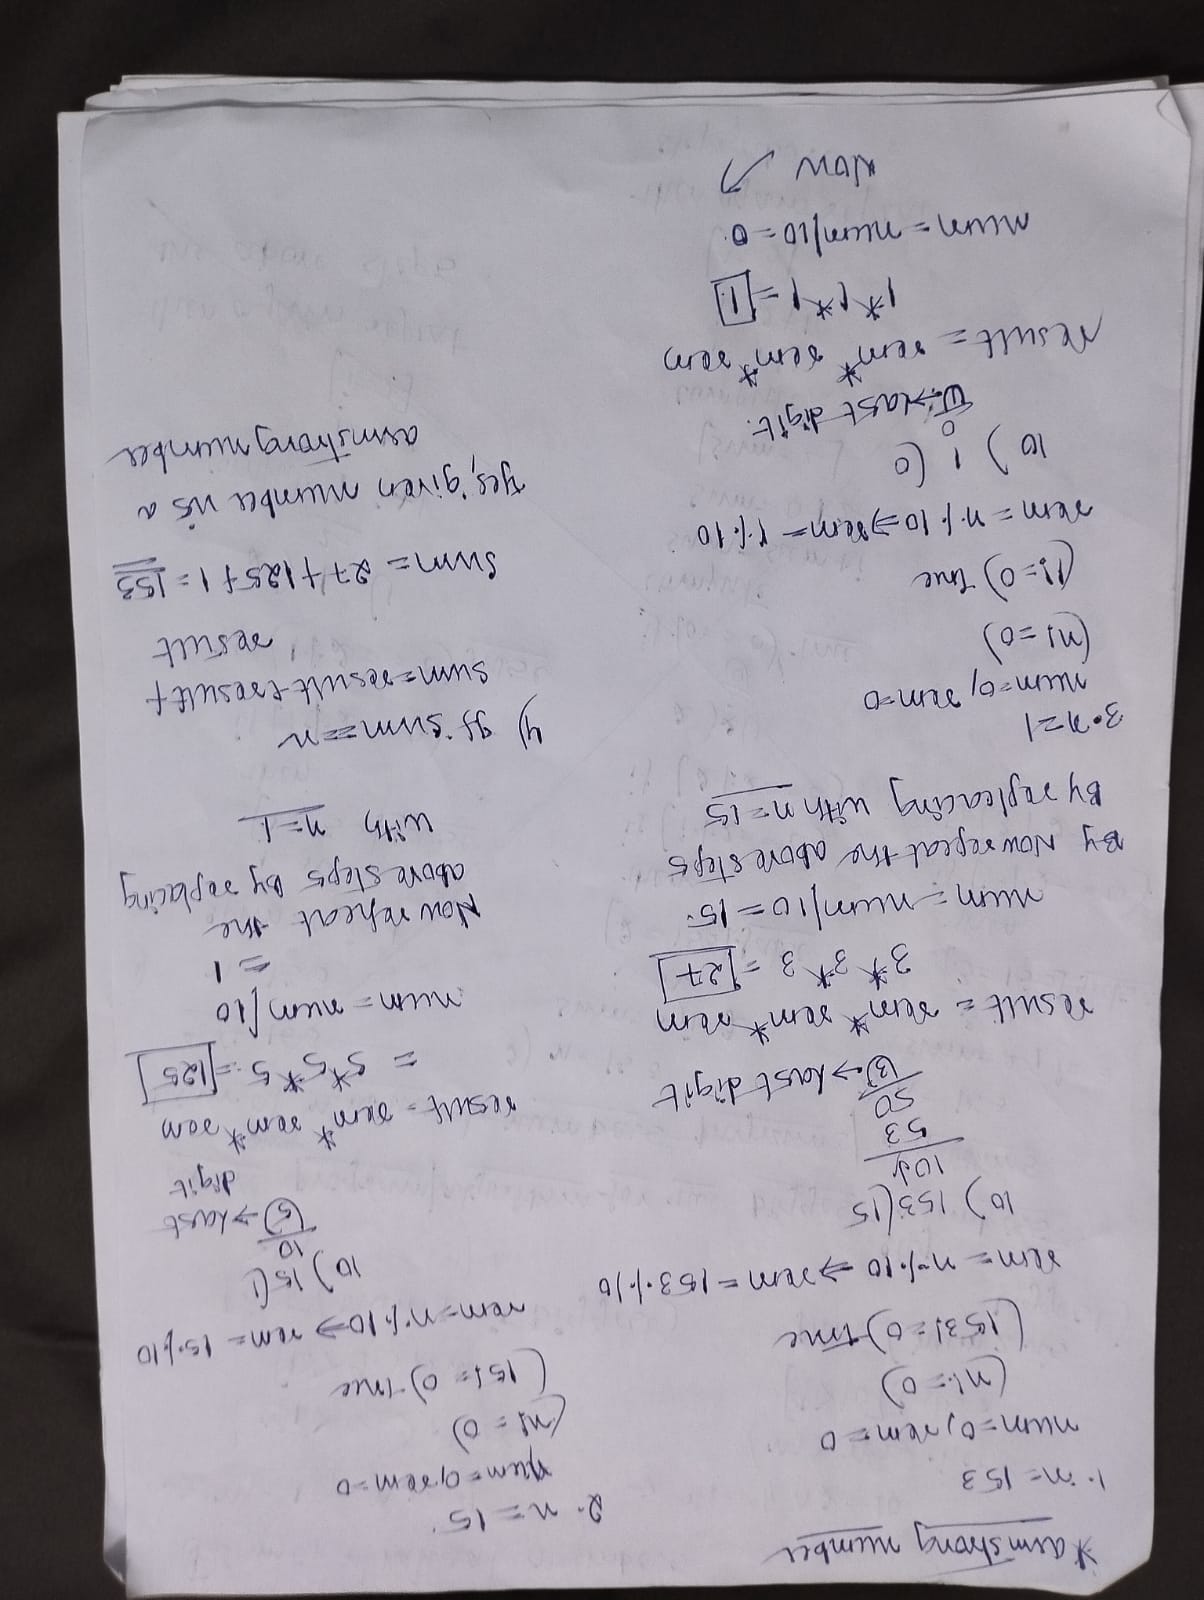 *armstrong number
1. n= 153
num=0, rem=0
(n!=0)
(153!=0) true
rem= n%10 ⇒ rem = 153%10
10) 153(15
10↓
53
50
3 → Last digit
result = rem* rem* rem
3* 3* 3 = 27
num = num/10 = 15.
By Now repeat the above steps
By repleacing with n=15
2. n=15
num=0, rem=0
(n!=0)
(15!=0) true
rem=n%10 ⇒ rem= 15%10
10) 15(1
10
5 → Last
digit
result= rem* rem* rem
= 5*5*5 = 125
num= num/10
= 1
Now repeat the
above steps by replacing
with n=1
3. n=1
num=0, rem=0
(n!=0)
(1!=0) True
rem = n%10 ⇒ rem= 1%10
10) 1 (0
0
1 → Last digit.
result= rem* rem* rem
1*1*1 = 1.
num = num/10=0.
Now ↗
4) If sum==n
sum=result+result+
result
sum= 27+125+1=153
Yes, given number is a
armstrong number